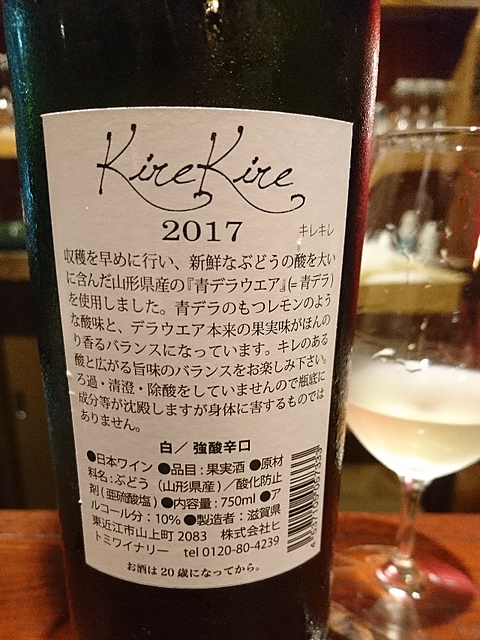 KireKire
2017 キレキレ
収穫を早めに行い、新鮮なぶどうの酸を大い
に含んだ山形県産の『青デラウエア』(=青デラ)
を使用しました。青デラのもつレモンのよう
な酸味と、デラウエア本来の果実味がほんの
り香るバランスになっています。キレのある
酸と広がる旨味のバランスをお楽しみ下さい。
ろ過・清澄・除酸をしていませんので瓶底に
成分等が沈殿しますが身体に害するものでは
ありません。
白/強酸辛口
●日本ワイン ●品目:果実酒 ●原材
料名:ぶどう(山形県産)/酸化防止
剤(亜硫酸塩) ●内容量:750ml ●ア
ルコール分:10% ●製造者:滋賀県
東近江市山上町2083 株式会社ヒ
トミワイナリー tel 0120-80-4239
お酒は20歳になってから。